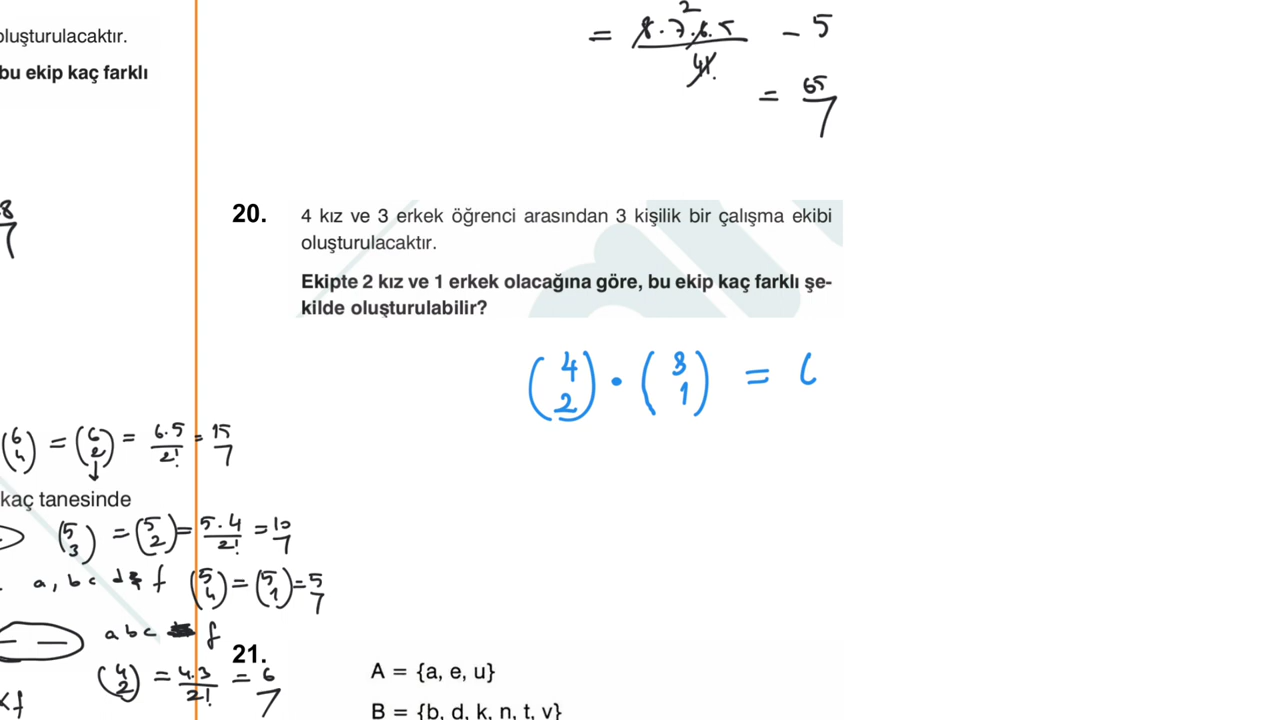 oluşturulacaktır.
bu ekip kaç farklı
= 8.7.6.5 / 4! - 5
2
= 65
20. 4 kız ve 3 erkek öğrenci arasından 3 kişilik bir çalışma ekibi
oluşturulacaktır.
Ekipte 2 kız ve 1 erkek olacağına göre, bu ekip kaç farklı şe-
kilde oluşturulabilir?
(4 2) · (3 1) =
(6 4) = (6 2) = 6.5 / 2! = 15
kaç tanesinde
(5 3) = (5 2) = 5.4 / 2! = 10
a, b c d f (5 4) = (5 1) = 5
a b c f
(4 2) = 4.3 / 2! = 6
21. A = {a, e, u}
B = {b, d, k, n, t, v}